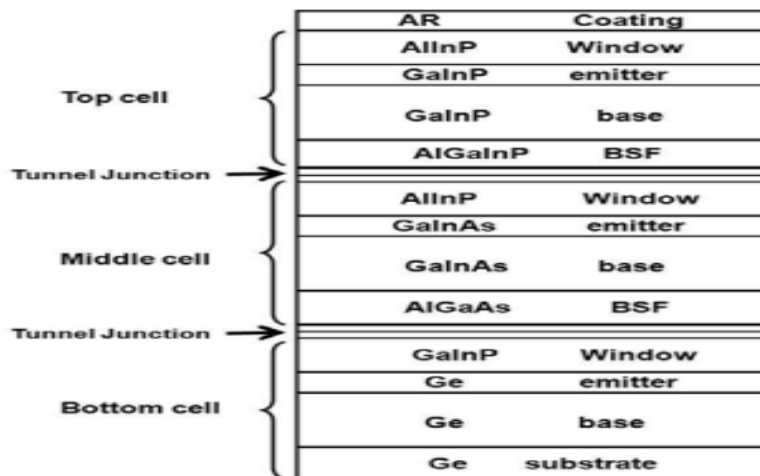 AR Coating
AlInP Window
GaInP emitter
Top cell
GaInP base
AlGaInP BSF
Tunnel Junction
AlInP Window
GaInAs emitter
Middle cell
GaInAs base
AlGaAs BSF
Tunnel Junction
GaInP Window
Ge emitter
Bottom cell
Ge base
Ge substrate